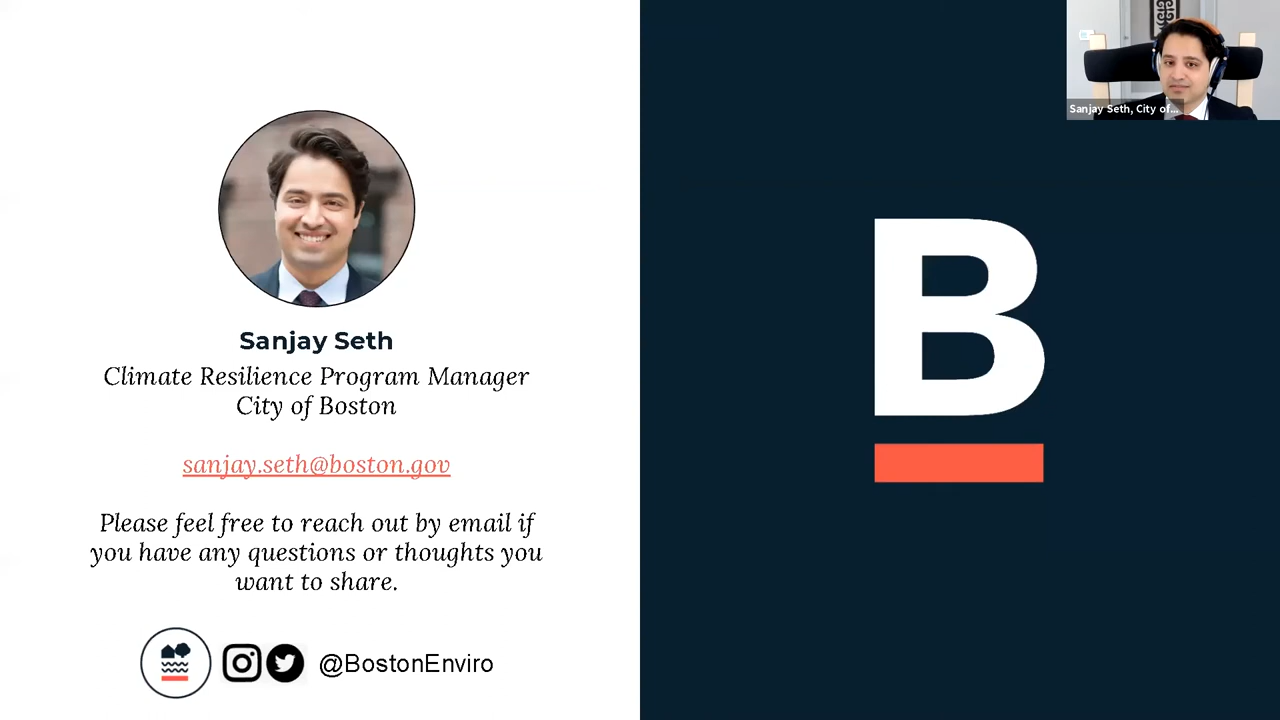 Sanjay Seth, City of...
Sanjay Seth
Climate Resilience Program Manager
City of Boston
sanjay.seth@boston.gov
Please feel free to reach out by email if
you have any questions or thoughts you
want to share.
@BostonEnviro
B